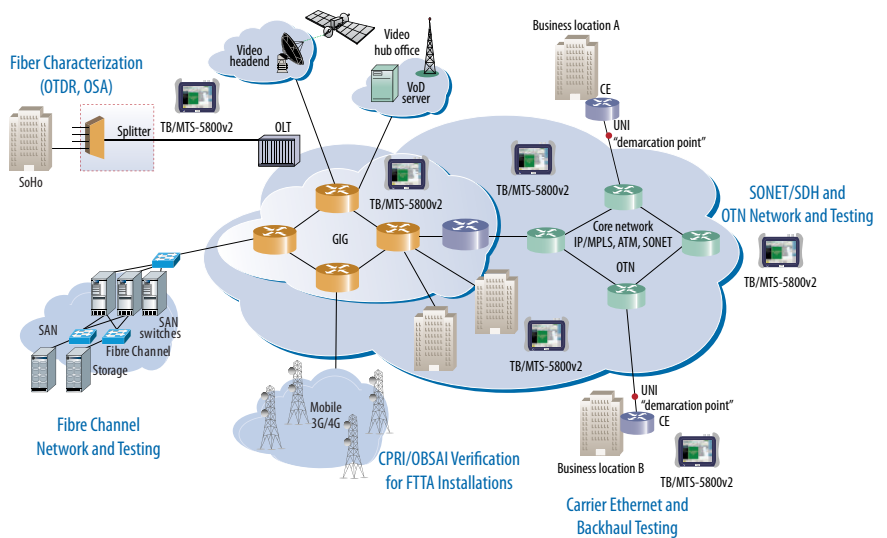 Fiber Characterization
(OTDR, OSA)
SoHo
Splitter
TB/MTS-5800v2
OLT
Video
headend
Video
hub office
VoD
server
Business location A
CE
UNI
“demarcation point”
TB/MTS-5800v2
TB/MTS-5800v2
SONET/SDH and
OTN Network and Testing
TB/MTS-5800v2
GIG
Core network
IP/MPLS, ATM, SONET
OTN
SAN
SAN
switches
Fibre Channel
Storage
Fibre Channel
Network and Testing
Mobile
3G/4G
CPRI/OBSAI Verification
for FTTA Installations
TB/MTS-5800v2
UNI
“demarcation point”
CE
Business location B
TB/MTS-5800v2
Carrier Ethernet and
Backhaul Testing